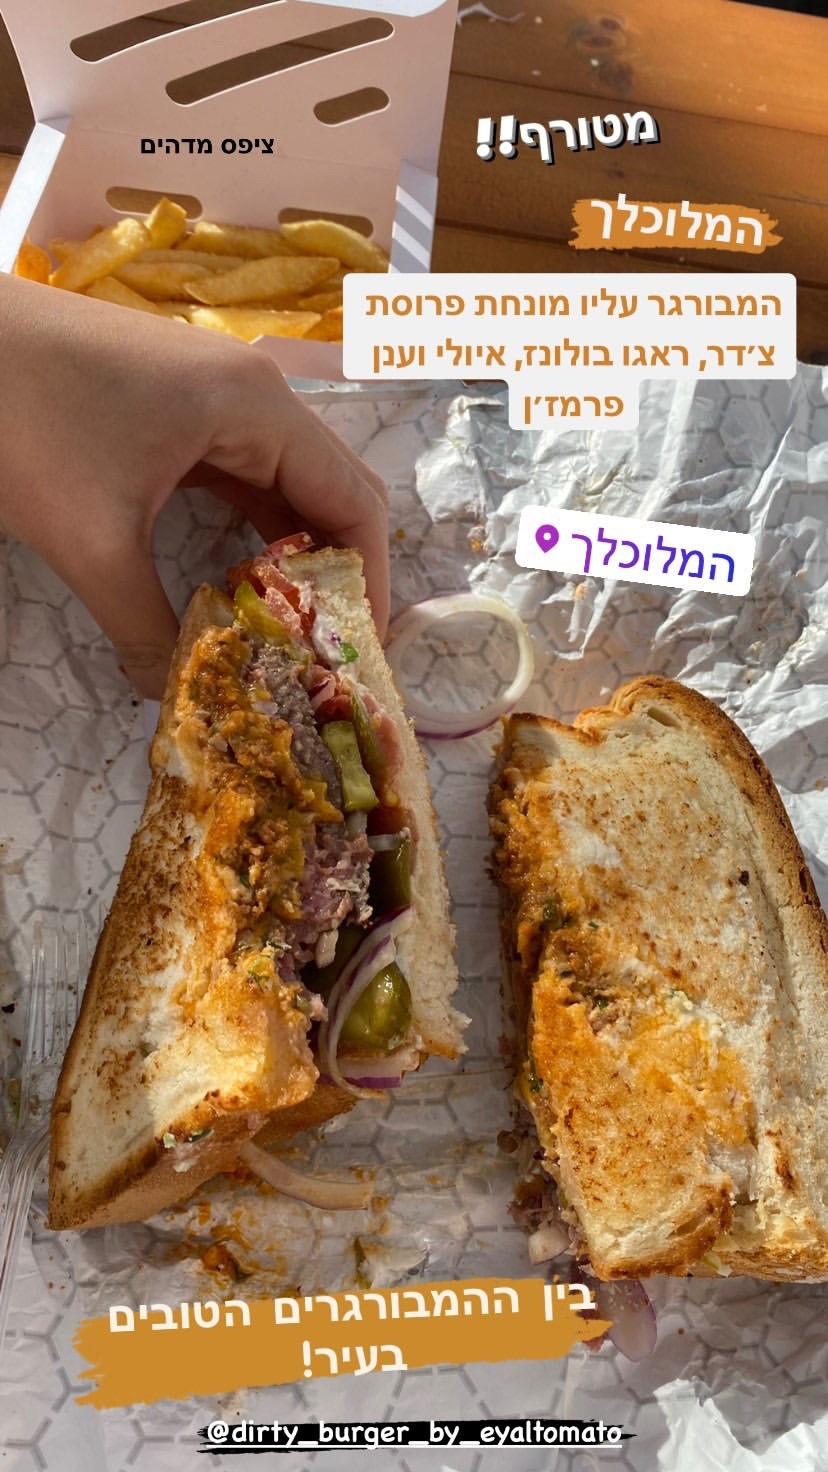 ציפס מדהים
מטורף!!
המלוכלך
המבורגר עליו מונחת פרוסת
צ׳דר, ראגו בולונז, איולי וענן
פרמז׳ן
המלוכלך
בין ההמבורגרים הטובים
בעיר!
@dirty_burger_by_eyaltomato